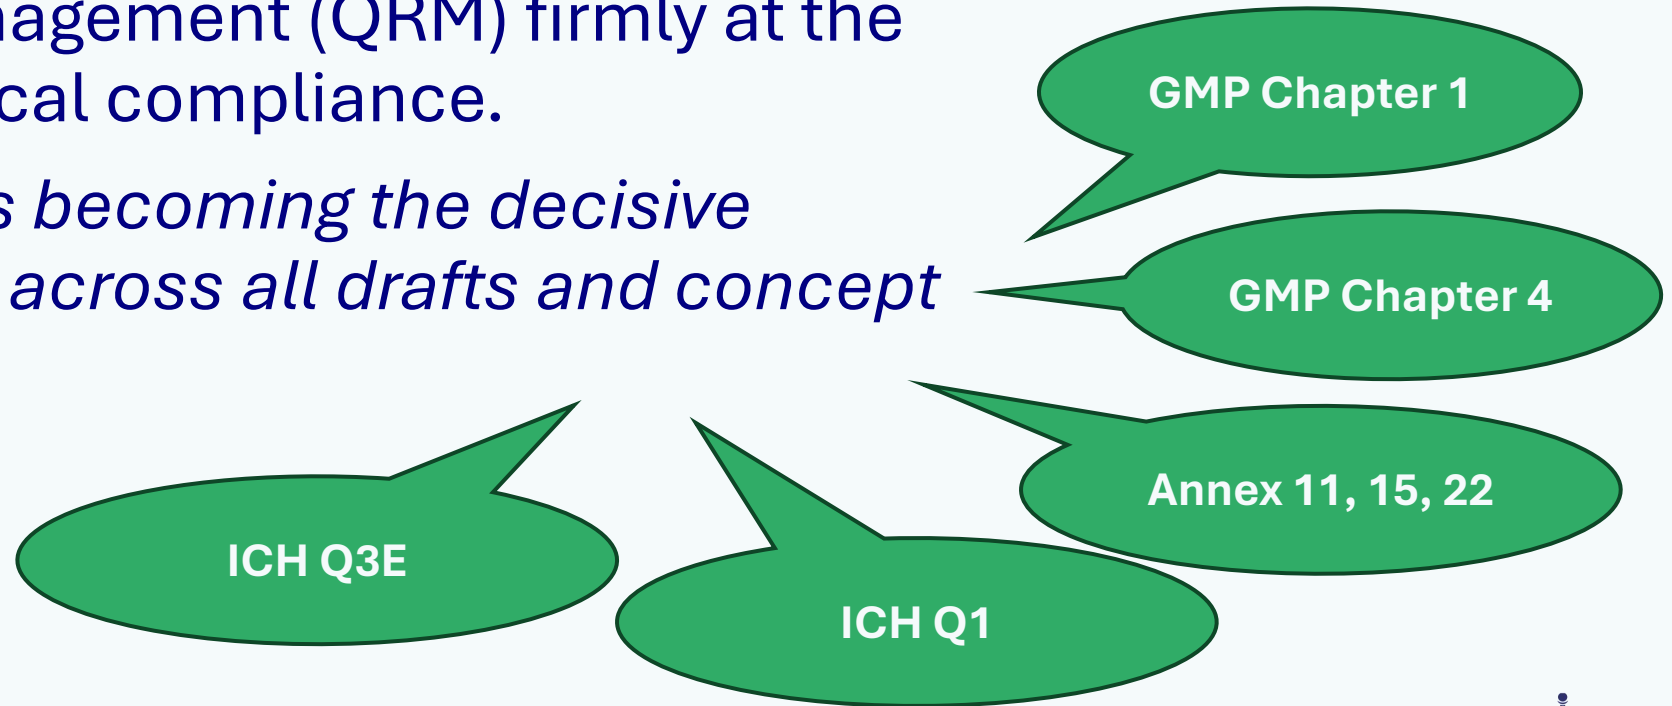 nagement (QRM) firmly at the
cal compliance.
s becoming the decisive
across all drafts and concept
GMP Chapter 1
GMP Chapter 4
Annex 11, 15, 22
ICH Q3E
ICH Q1